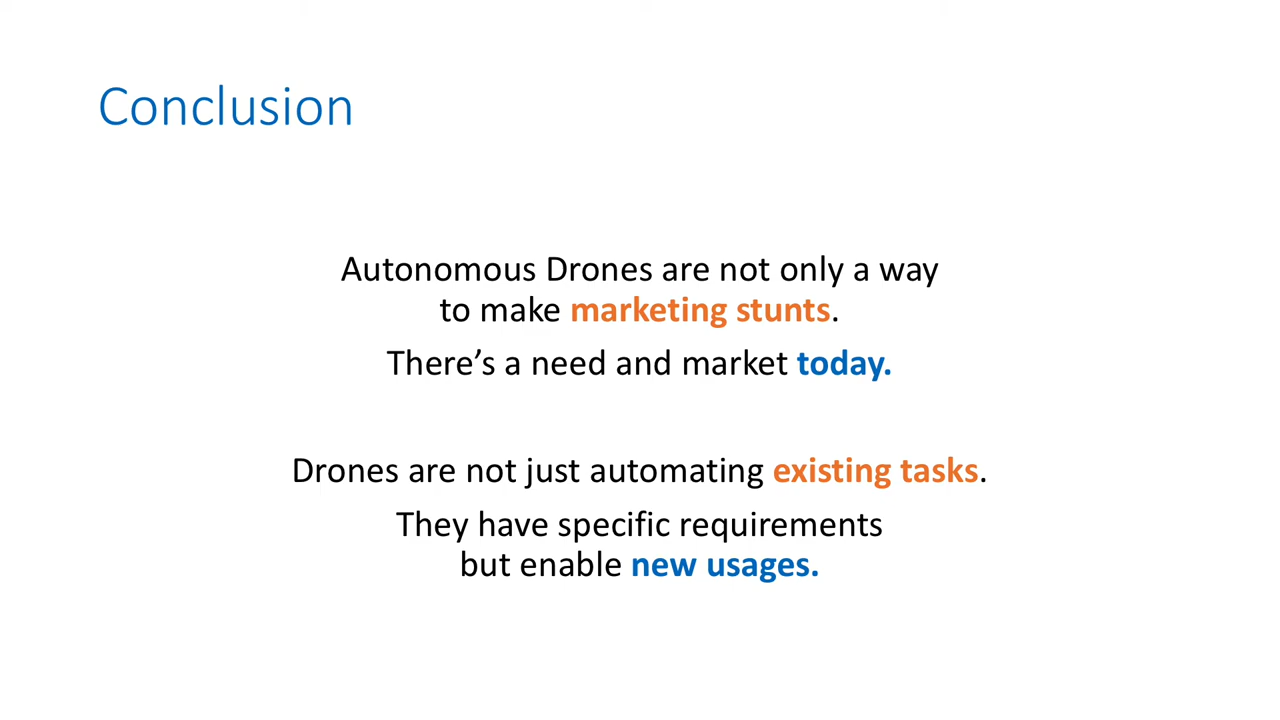 Conclusion
Autonomous Drones are not only a way
to make marketing stunts.
There’s a need and market today.
Drones are not just automating existing tasks.
They have specific requirements
but enable new usages.